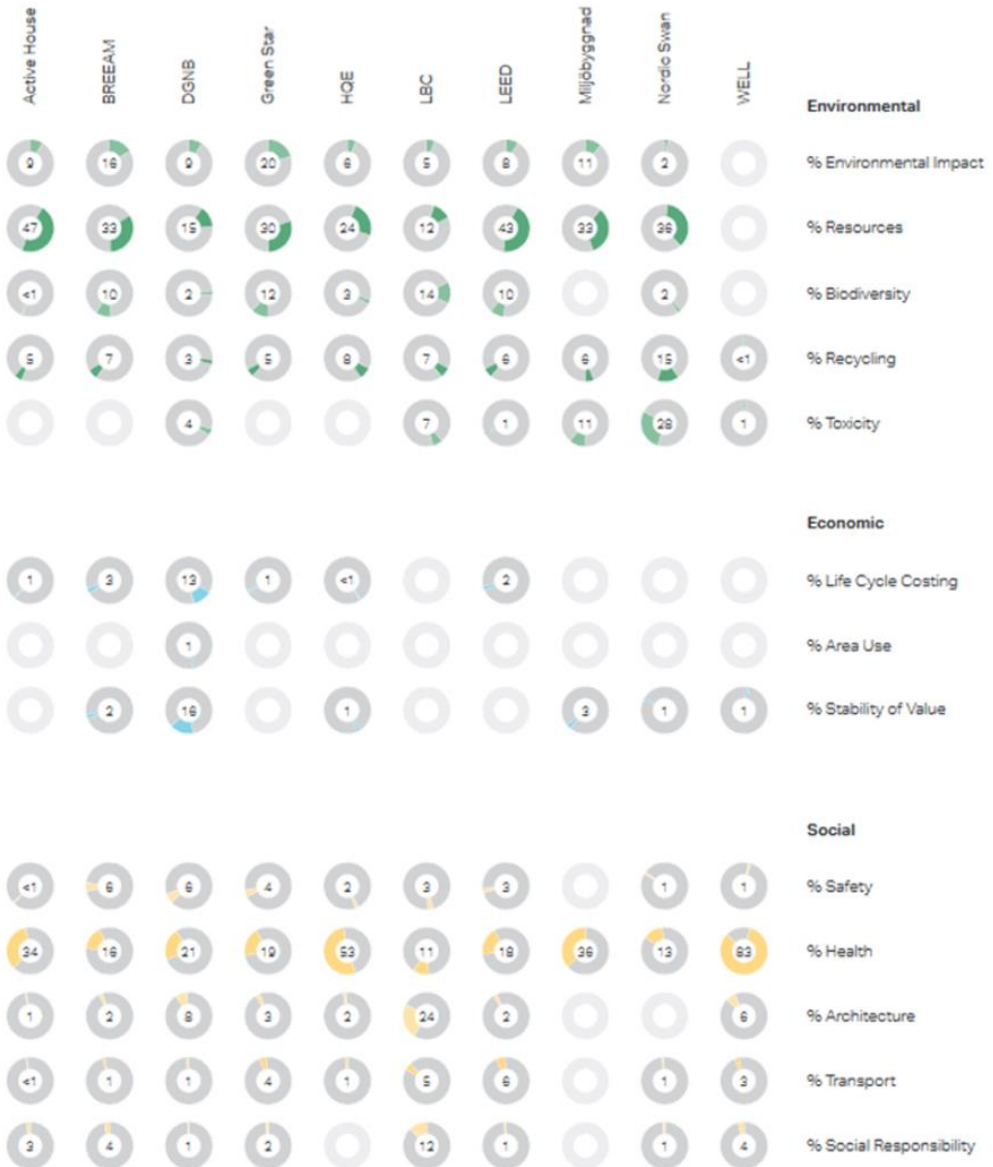 Active House BREEAM DGNB Green Star HQE LBC LEED Miljöbyggnad Nordic Swan WELL
Environmental
9 16 9 20 6 5 8 11 2 % Environmental Impact
47 33 15 30 24 12 43 33 36 % Resources
<1 10 2 12 3 14 10 2 % Biodiversity
5 7 3 5 8 7 6 6 15 <1 % Recycling
4 7 1 11 28 1 % Toxicity
Economic
1 3 13 1 <1 2 % Life Cycle Costing
1 % Area Use
2 16 1 3 1 1 % Stability of Value
Social
<1 6 6 4 2 3 3 1 1 % Safety
34 16 21 19 53 11 18 36 13 83 % Health
1 2 8 3 2 24 2 6 % Architecture
<1 1 1 4 1 5 6 1 3 % Transport
3 4 1 2 12 1 1 4 % Social Responsibility